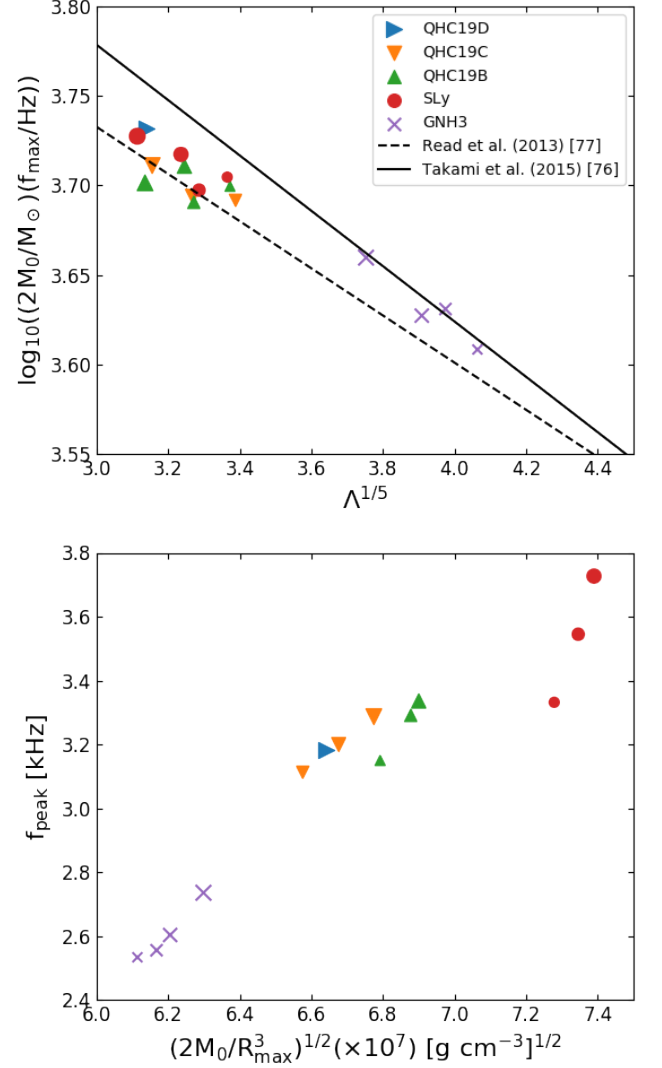 3.80
3.75
3.70
3.65
3.60
3.55
log₁₀((2M₀/M⊙)(f_max/Hz))
QHC19D
QHC19C
QHC19B
SLy
GNH3
Read et al. (2013) [77]
Takami et al. (2015) [76]
3.0 3.2 3.4 3.6 3.8 4.0 4.2 4.4
Λ^{1/5}
3.8
3.6
3.4
3.2
3.0
2.8
2.6
2.4
f_peak [kHz]
6.0 6.2 6.4 6.6 6.8 7.0 7.2 7.4
(2M₀/R³_max)^{1/2}(×10⁷) [g cm⁻³]^{1/2}